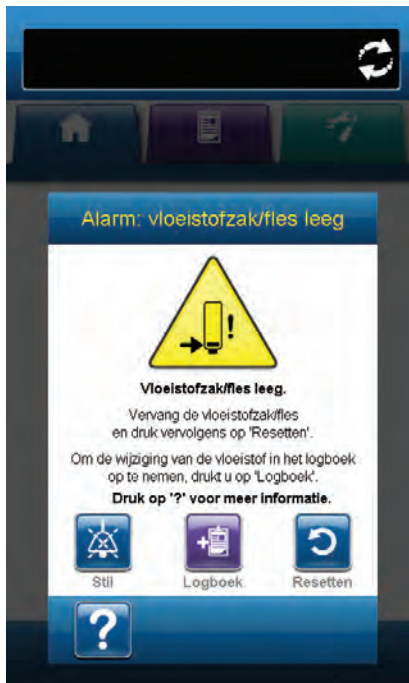 Alarm: vloeistofzak/fles leeg
!
Vloeistofzak/fles leeg.
Vervang de vloeistofzak/fles
en druk vervolgens op 'Resetten'.
Om de wijziging van de vloeistof in het logboek
op te nemen, drukt u op 'Logboek'.
Druk op '?' voor meer informatie.
Stil Logboek Resetten
?